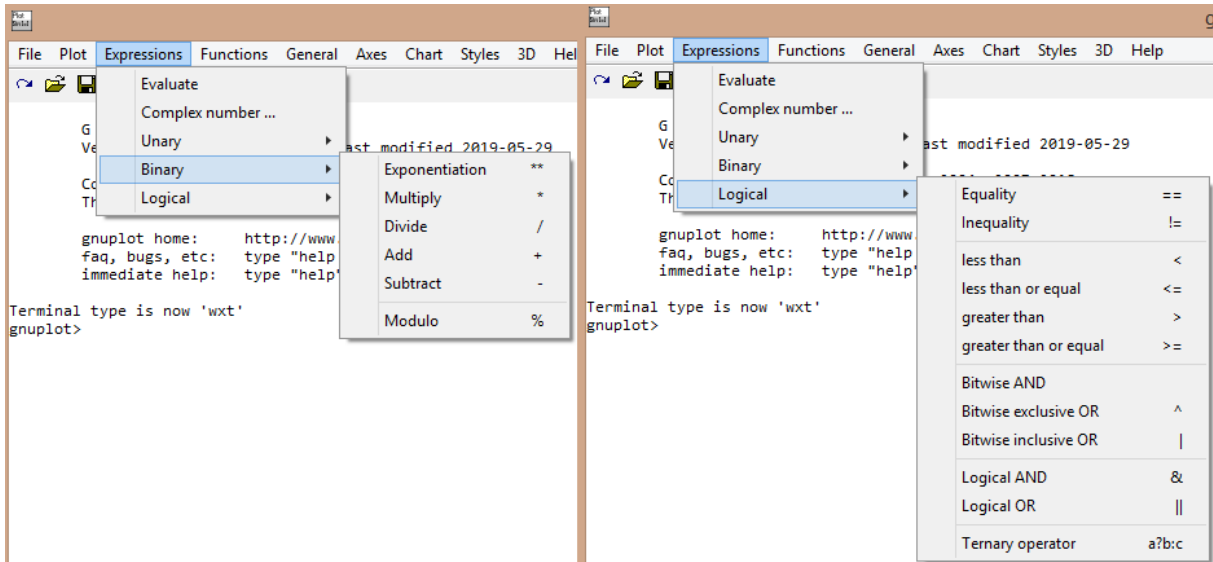 File Plot Expressions Functions General Axes Chart Styles 3D Hel
Evaluate
Complex number ...
Unary
Binary
Logical
G
Ve ast modified 2019-05-29
Co
Th
gnuplot home: http://www.
faq, bugs, etc: type "help
immediate help: type "help"
Terminal type is now 'wxt'
gnuplot>
Exponentiation **
Multiply *
Divide /
Add +
Subtract -
Modulo %
g
File Plot Expressions Functions General Axes Chart Styles 3D Help
Evaluate
Complex number ...
Unary
Binary
Logical
G
Ve ast modified 2019-05-29
Co
Th
gnuplot home: http://www.
faq, bugs, etc: type "help
immediate help: type "help"
Terminal type is now 'wxt'
gnuplot>
Equality ==
Inequality !=
less than <
less than or equal <=
greater than >
greater than or equal >=
Bitwise AND
Bitwise exclusive OR ^
Bitwise inclusive OR |
Logical AND &
Logical OR ||
Ternary operator a?b:c